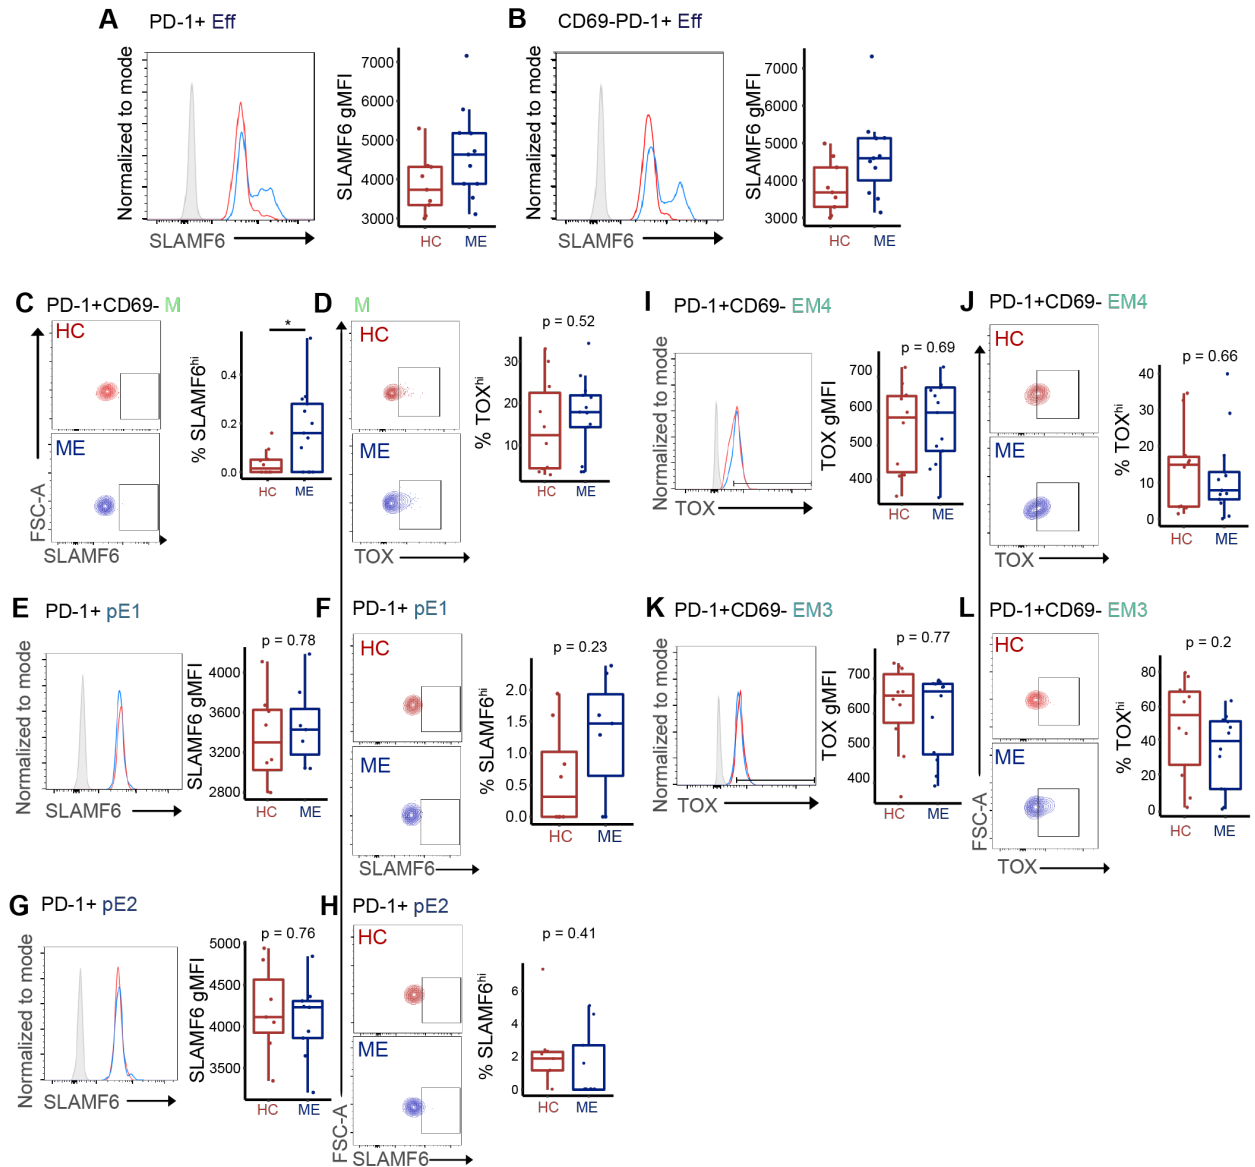 A PD-1+ Eff
Normalized to mode
SLAMF6
SLAMF6 gMFI
7000
6000
5000
4000
3000
HC ME
B CD69-PD-1+ Eff
Normalized to mode
SLAMF6
SLAMF6 gMFI
7000
6000
5000
4000
3000
HC ME
C PD-1+CD69- M
HC
ME
FSC-A
SLAMF6
% SLAMF6hi
*
0.4
0.2
0.0
HC ME
D M
HC
ME
TOX
% TOXhi
p = 0.52
30
20
10
HC ME
I PD-1+CD69- EM4
Normalized to mode
TOX
TOX gMFI
p = 0.69
700
600
500
400
HC ME
J PD-1+CD69- EM4
HC
ME
TOX
% TOXhi
p = 0.66
40
30
20
10
0
HC ME
E PD-1+ pE1
Normalized to mode
SLAMF6
SLAMF6 gMFI
p = 0.78
4000
3600
3200
2800
HC ME
F PD-1+ pE1
HC
ME
SLAMF6
% SLAMF6hi
p = 0.23
2.0
1.5
1.0
0.5
0.0
HC ME
K PD-1+CD69- EM3
Normalized to mode
TOX
TOX gMFI
p = 0.77
700
600
500
400
HC ME
L PD-1+CD69- EM3
HC
ME
FSC-A
TOX
% TOXhi
p = 0.2
80
60
40
20
0
HC ME
G PD-1+ pE2
Normalized to mode
SLAMF6
SLAMF6 gMFI
p = 0.76
5000
4500
4000
3500
HC ME
H PD-1+ pE2
HC
ME
FSC-A
SLAMF6
% SLAMF6hi
p = 0.41
6
4
2
0
HC ME